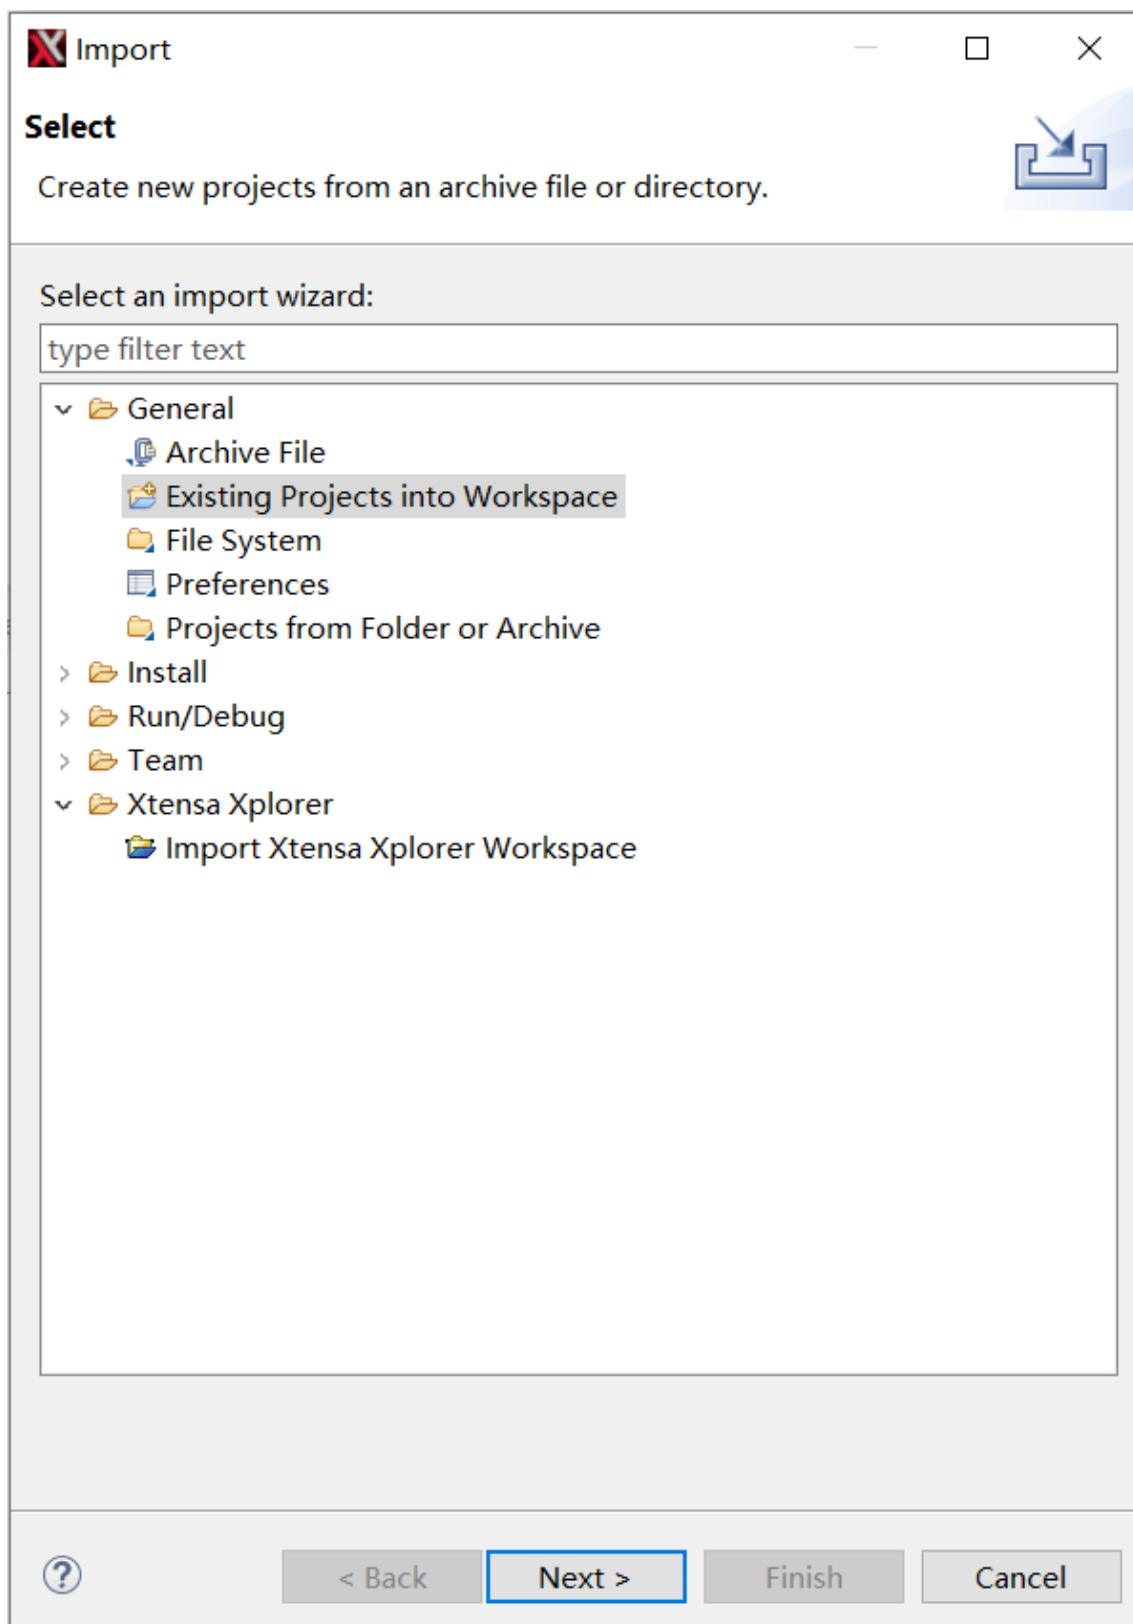 Import
Select
Create new projects from an archive file or directory.
Select an import wizard:
type filter text
General
Archive File
Existing Projects into Workspace
File System
Preferences
Projects from Folder or Archive
Install
Run/Debug
Team
Xtensa Xplorer
Import Xtensa Xplorer Workspace
? < Back Next > Finish Cancel